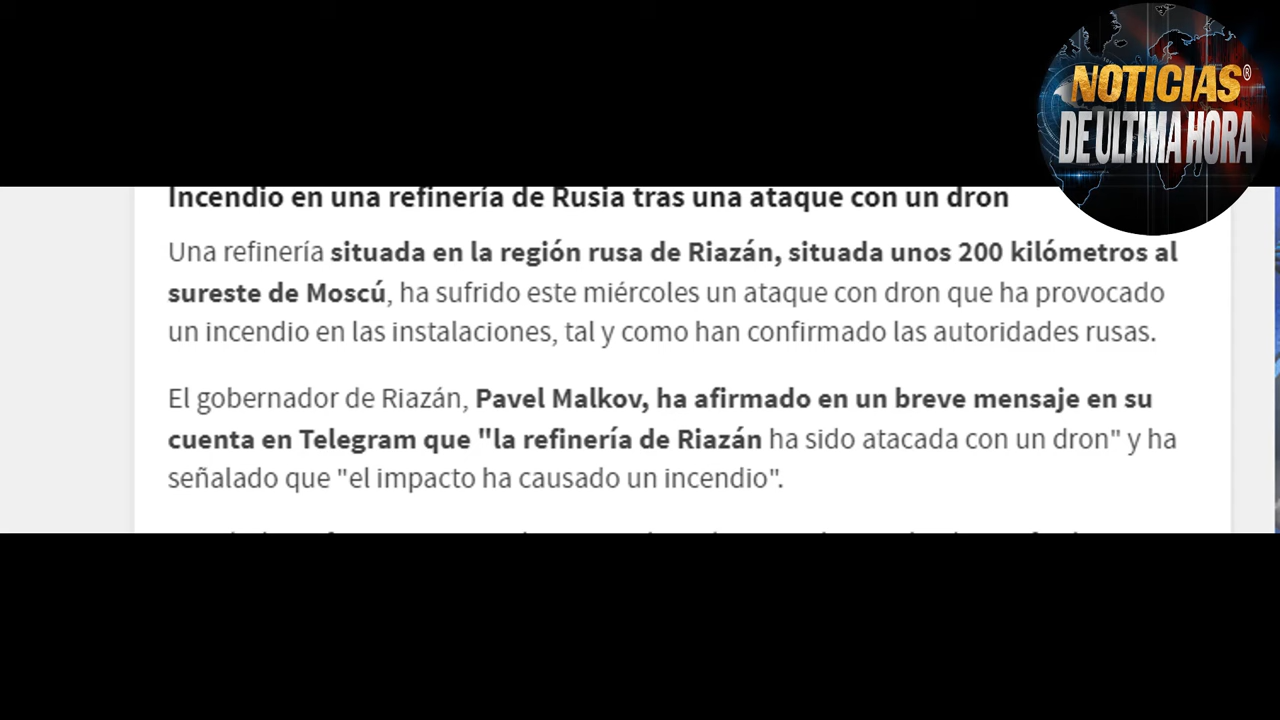 NOTICIAS®
DE ULTIMA HORA
Incendio en una refinería de Rusia tras una ataque con un dron
Una refinería situada en la región rusa de Riazán, situada unos 200 kilómetros al
sureste de Moscú, ha sufrido este miércoles un ataque con dron que ha provocado
un incendio en las instalaciones, tal y como han confirmado las autoridades rusas.
El gobernador de Riazán, Pavel Malkov, ha afirmado en un breve mensaje en su
cuenta en Telegram que "la refinería de Riazán ha sido atacada con un dron" y ha
señalado que "el impacto ha causado un incendio".